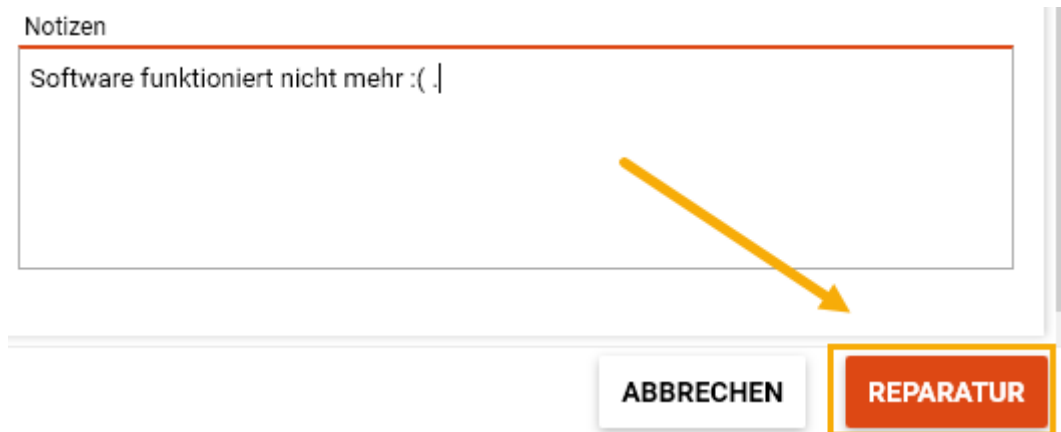 Notizen
Software funktioniert nicht mehr :( .
ABBRECHEN
REPARATUR